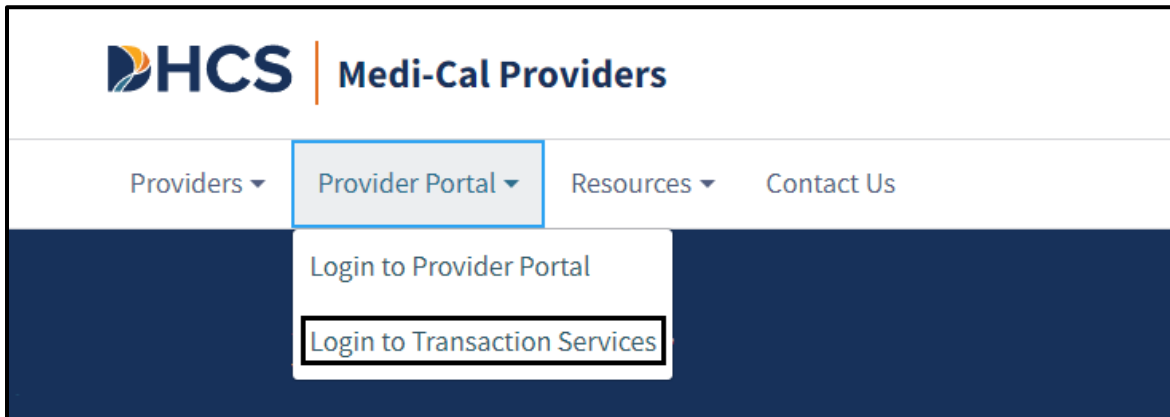 DHCS Medi-Cal Providers
Providers Provider Portal Resources Contact Us
Login to Provider Portal
Login to Transaction Services